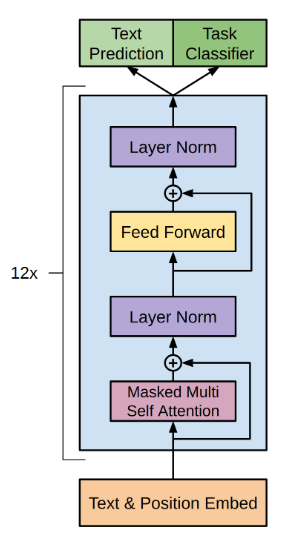 Text
Prediction
Task
Classifier
Layer Norm
+
Feed Forward
12x
Layer Norm
+
Masked Multi
Self Attention
Text & Position Embed